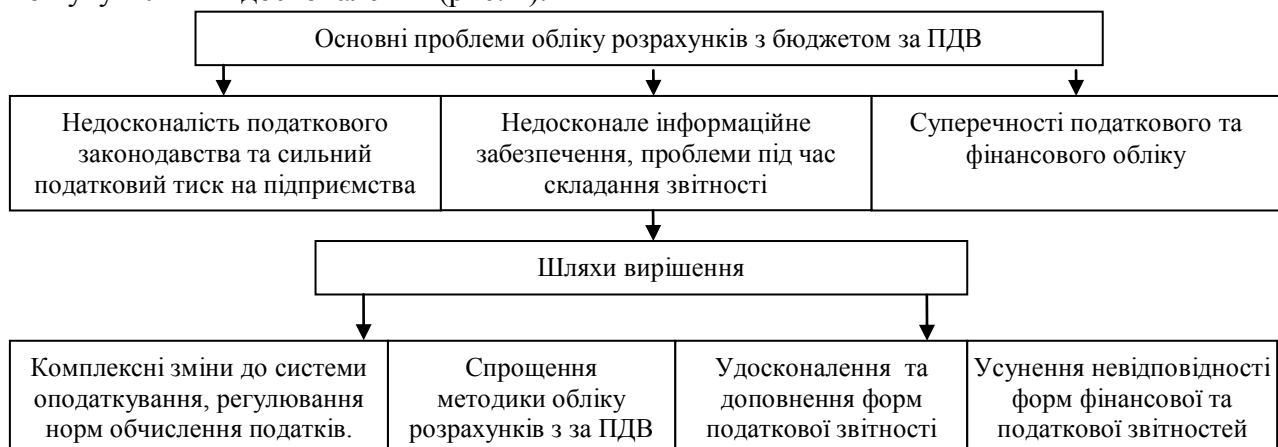 Основні проблеми обліку розрахунків з бюджетом за ПДВ
Недосконалість податкового
законодавства та сильний
податковий тиск на підприємства
Недосконале інформаційне
забезпечення, проблеми під час
складання звітності
Суперечності податкового та
фінансового обліку
Шляхи вирішення
Комплексні зміни до системи
оподаткування, регулювання
норм обчислення податків.
Спрощення
методики обліку
розрахунків з за ПДВ
Удосконалення та
доповнення форм
податкової звітності
Усунення невідповідності
форм фінансової та
податкової звітностей